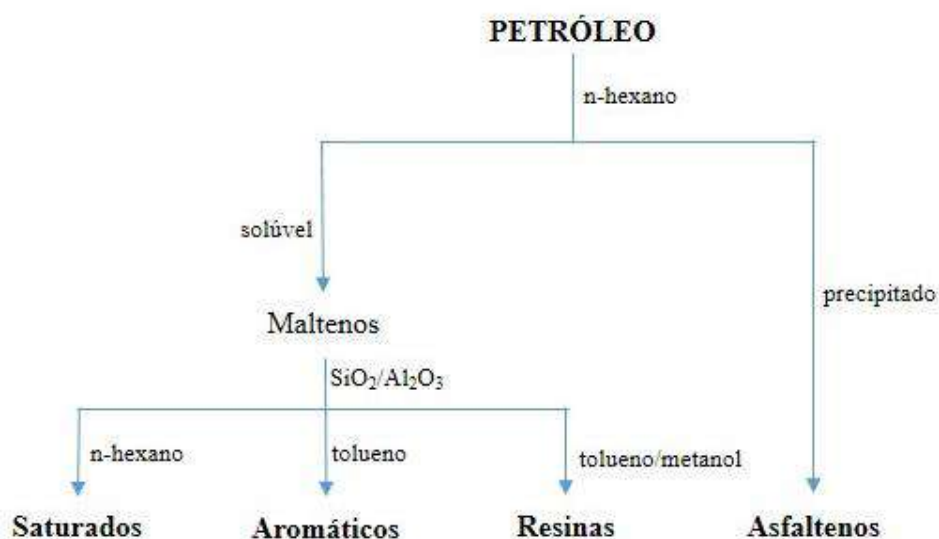 PETRÓLEO
n-hexano
solúvel
precipitado
Maltenos
SiO₂/Al₂O₃
n-hexano
tolueno
tolueno/metanol
Saturados
Aromáticos
Resinas
Asfaltenos